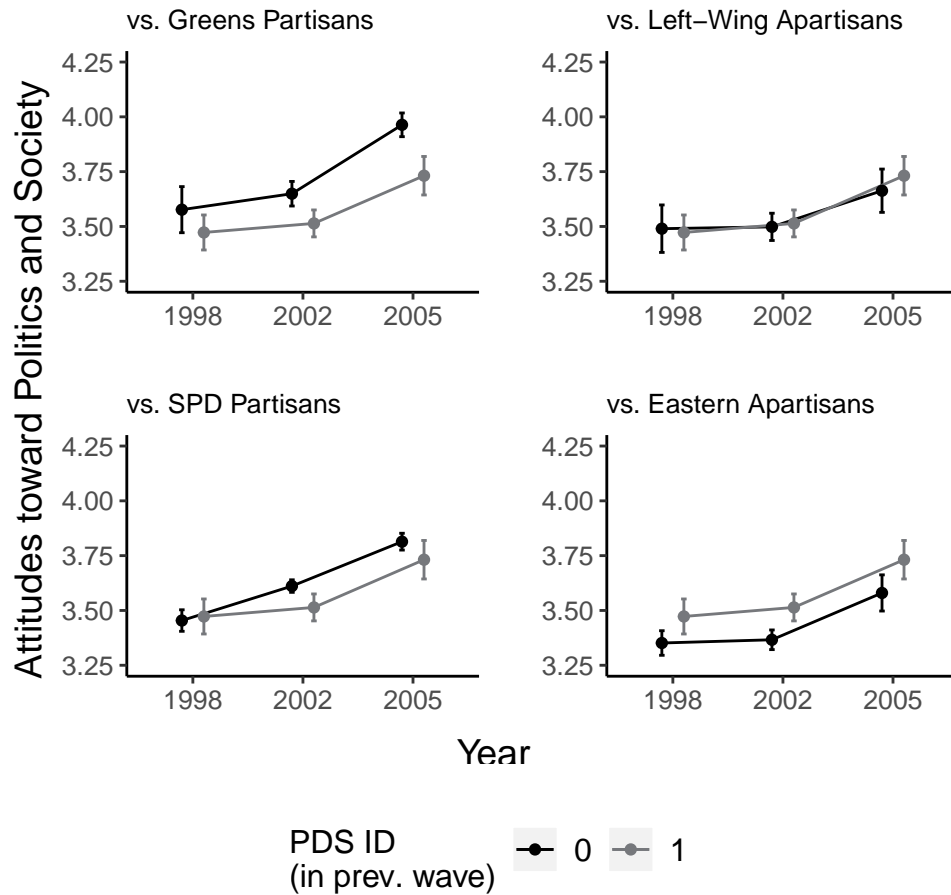 vs. Greens Partisans
vs. Left−Wing Apartisans
Attitudes toward Politics and Society
4.25
4.00
3.75
3.50
3.25
1998 2002 2005
4.25
4.00
3.75
3.50
3.25
1998 2002 2005
vs. SPD Partisans
vs. Eastern Apartisans
4.25
4.00
3.75
3.50
3.25
1998 2002 2005
4.25
4.00
3.75
3.50
3.25
1998 2002 2005
Year
PDS ID
(in prev. wave)
0 1